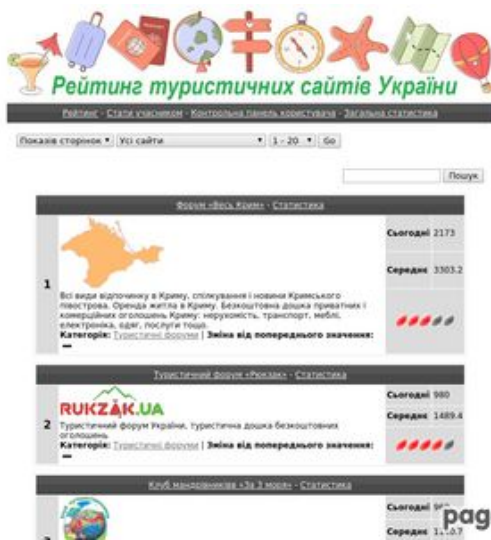 Рейтинг туристичних сайтів України
Рейтинг - Стати учасником - Контрольна панель користувача - Загальна статистика
Показів сторінок Усі сайти 1 - 20 Go
Пошук
Форум «Весь Крим» - Статистика
Сьогодні 2173
Середнє 3303.2
1
Всі види відпочинку в Криму, спілкування і новини Кримського
півострова. Оренда житла в Криму. Безкоштовна дошка приватних і
комерційних оголошень Криму: нерухомість, транспорт, меблі,
електроніка, одяг, послуги тощо.
Категорія: Туристичні форуми | Зміна від попереднього значення:
Туристичний форум «Рюкзак» - Статистика
Сьогодні 980
RUKZAK.UA
Середнє 1489.4
2
Туристичний форум України, туристична дошка безкоштовних
оголошень
Категорія: Туристичні форуми | Зміна від попереднього значення:
Клуб мандрівників «За 3 моря» - Статистика
Сьогодні
Середнє
pag